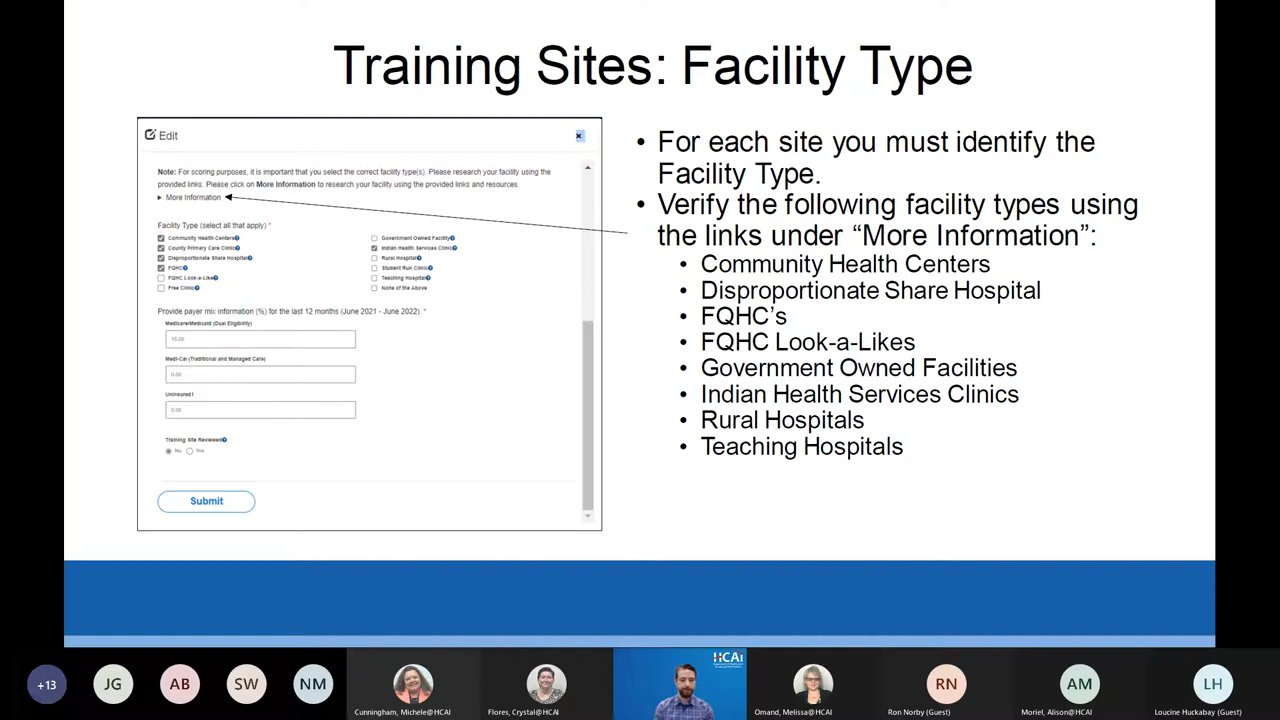 Training Sites: Facility Type
Edit
×
Note: For scoring purposes, it is important that you select the correct facility type(s). Please research your facility using the
provided links. Please click on More Information to research your facility using the provided links and resources.
More Information
Facility Type (select all that apply) *
Community Health Centers
County Primary Care Clinic
Disproportionate Share Hospital
FQHC
FQHC Look-a-Like
Free Clinic
Government Owned Facility
Indian Health Services Clinic
Rural Hospital
Student Run Clinic
Teaching Hospital
None of the Above
Provide payer mix information (%) for the last 12 months (June 2021 - June 2022). *
Medicare/Medicaid (Dual Eligibility)
10.00
Medi-Cal (Traditional and Managed Care)
0.00
Uninsured1
0.00
Training Site Reviewed
No Yes
Submit
• For each site you must identify the
Facility Type.
• Verify the following facility types using
the links under “More Information”:
• Community Health Centers
• Disproportionate Share Hospital
• FQHC’s
• FQHC Look-a-Likes
• Government Owned Facilities
• Indian Health Services Clinics
• Rural Hospitals
• Teaching Hospitals
+13
JG
AB
SW
NM
Cunningham, Michele@HCAI
Flores, Crystal@HCAI
HCAi
Omand, Melissa@HCAI
RN
Ron Norby (Guest)
AM
Moriel, Alison@HCAI
LH
Loucine Huckabay (Guest)